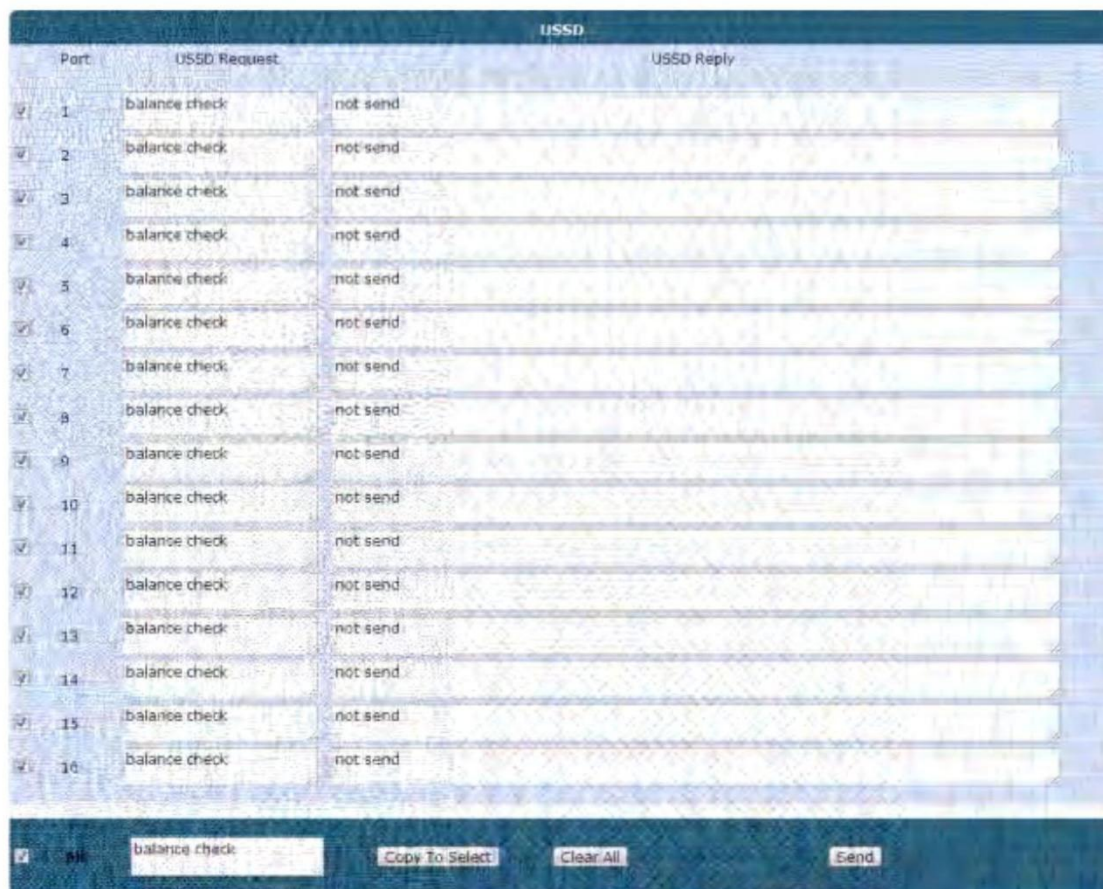 USSD
Port USSD Request USSD Reply
1 balance check not send
2 balance check not send
3 balance check not send
4 balance check not send
5 balance check not send
6 balance check not send
7 balance check not send
8 balance check not send
9 balance check not send
10 balance check not send
11 balance check not send
12 balance check not send
13 balance check not send
14 balance check not send
15 balance check not send
16 balance check not send
All balance check Copy To Select Clear All Send